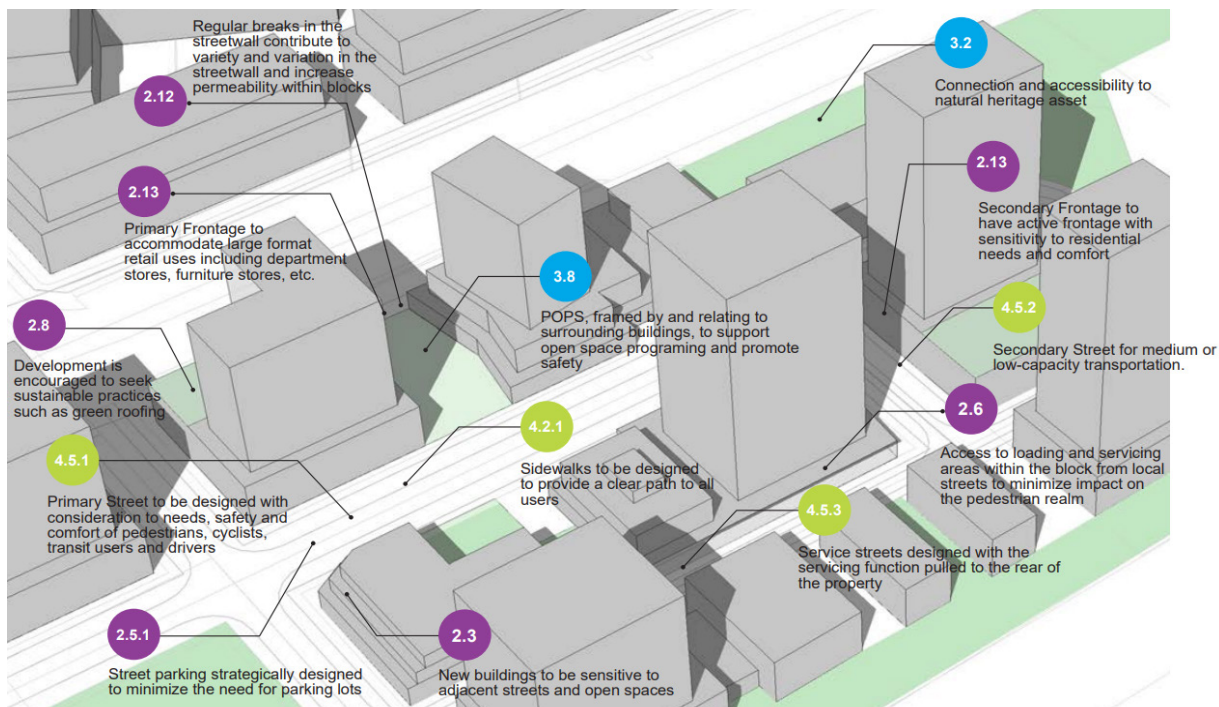 Regular breaks in the
streetwall contribute to
variety and variation in the
streetwall and increase
permeability within blocks
2.12
3.2
Connection and accessibility to
natural heritage asset
2.13
Primary Frontage to
accommodate large format
retail uses including department
stores, furniture stores, etc.
2.13
Secondary Frontage to
have active frontage with
sensitivity to residential
needs and comfort
3.8
POPS, framed by and relating to
surrounding buildings, to support
open space programing and promote
safety
2.8
Development is
encouraged to seek
sustainable practices
such as green roofing
4.5.2
Secondary Street for medium or
low-capacity transportation.
4.2.1
Sidewalks to be designed
to provide a clear path to all
users
2.6
Access to loading and servicing
areas within the block from local
streets to minimize impact on
the pedestrian realm
4.5.1
Primary Street to be designed with
consideration to needs, safety and
comfort of pedestrians, cyclists,
transit users and drivers
4.5.3
Service streets designed with the
servicing function pulled to the rear of
the property
2.5.1
Street parking strategically designed
to minimize the need for parking lots
2.3
New buildings to be sensitive to
adjacent streets and open spaces